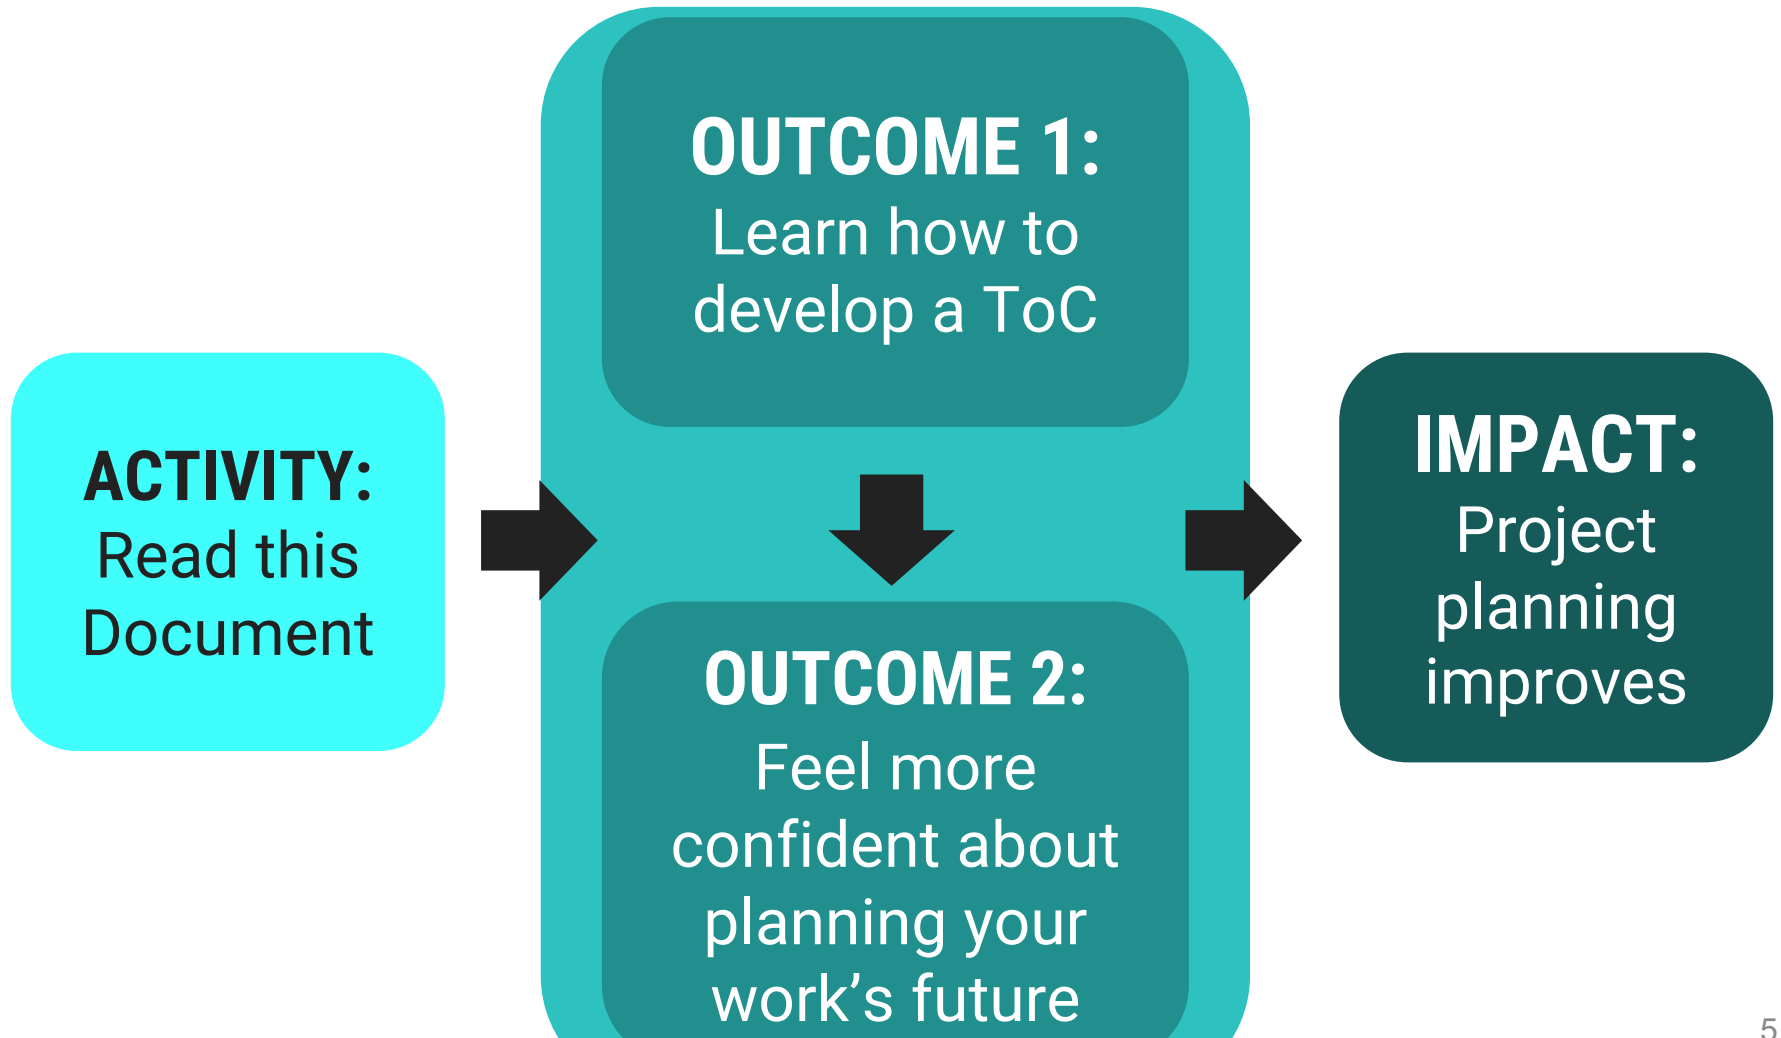 ACTIVITY:
Read this
Document
OUTCOME 1:
Learn how to
develop a ToC
OUTCOME 2:
Feel more
confident about
planning your
work’s future
IMPACT:
Project
planning
improves
5